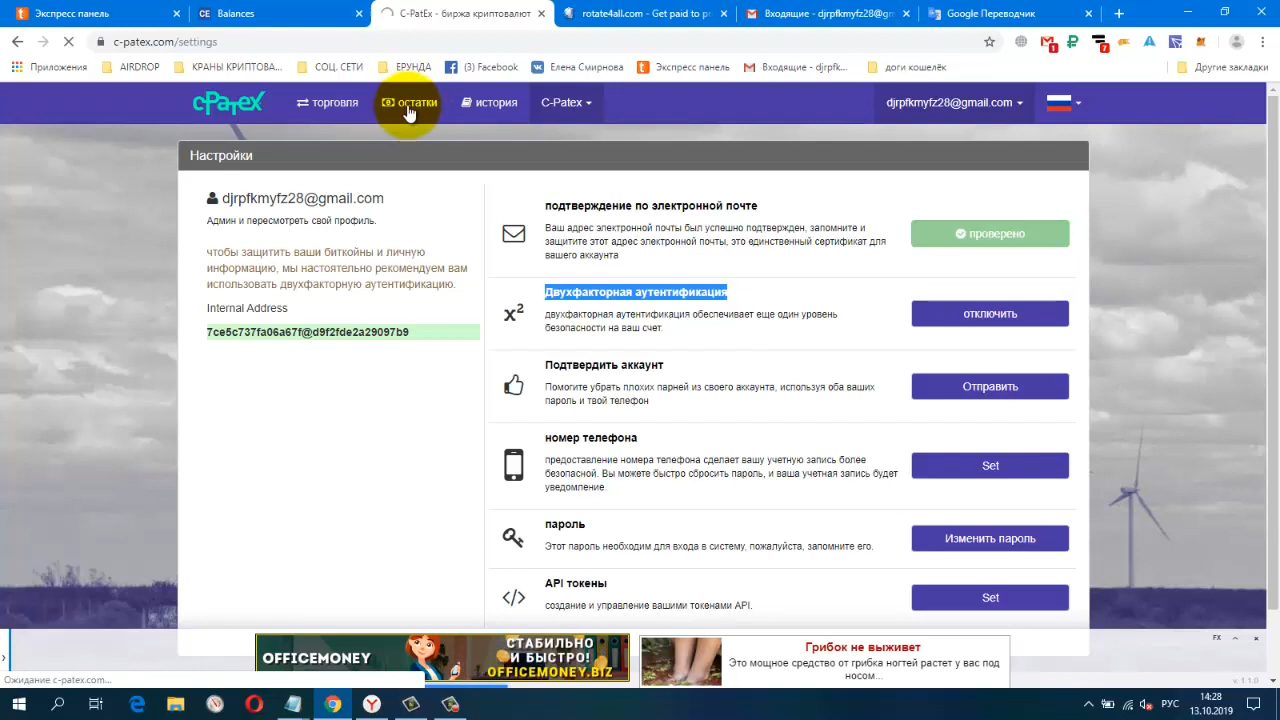 Экспресс панель
Balances
C-PatEx - биржа криптовалют
rotate4all.com - Get paid to pr
Входящие - djrpfkmyfz28@gm
Google Переводчик
c-patex.com/settings
1
7
Приложения
AIRDROP
КРАНЫ КРИПТОВА...
СОЦ. СЕТИ
ЕРУНДА
(3) Facebook
Елена Смирнова
Экспресс панель
Входящие - djrpfk...
доги кошелёк
Другие закладки
cPatex
торговля
остатки
история
C-Patex
djrpfkmyfz28@gmail.com
Настройки
djrpfkmyfz28@gmail.com
Админ и пересмотреть свой профиль.
чтобы защитить ваши биткойны и личную
информацию, мы настоятельно рекомендуем вам
использовать двухфакторную аутентификацию.
Internal Address
7ce5c737fa06a67f@d9f2fde2a29097b9
подтверждение по электронной почте
Ваш адрес электронной почты был успешно подтвержден, запомните и
защитите этот адрес электронной почты, это единственный сертификат для
вашего аккаунта
проверено
Двухфакторная аутентификация
двухфакторная аутентификация обеспечивает еще один уровень
безопасности на ваш счет.
x²
отключить
Подтвердить аккаунт
Помогите убрать плохих парней из своего аккаунта, используя оба ваших
пароль и твой телефон
Отправить
номер телефона
предоставление номера телефона сделает вашу учетную запись более
безопасной. Вы можете быстро сбросить пароль, и ваша учетная запись будет
уведомление.
Set
пароль
Этот пароль необходим для входа в систему, пожалуйста, запомните его.
Изменить пароль
API токены
создание и управление вашими токенами API.
Set
OFFICEMONEY
СТАБИЛЬНО
И БЫСТРО!
OFFICEMONEY.BIZ
Грибок не выживет
Это мощное средство от грибка ногтей растет у вас под
носом...
FX
v. 1.1.0
Ожидание c-patex.com...
РУС
14:28
13.10.2019